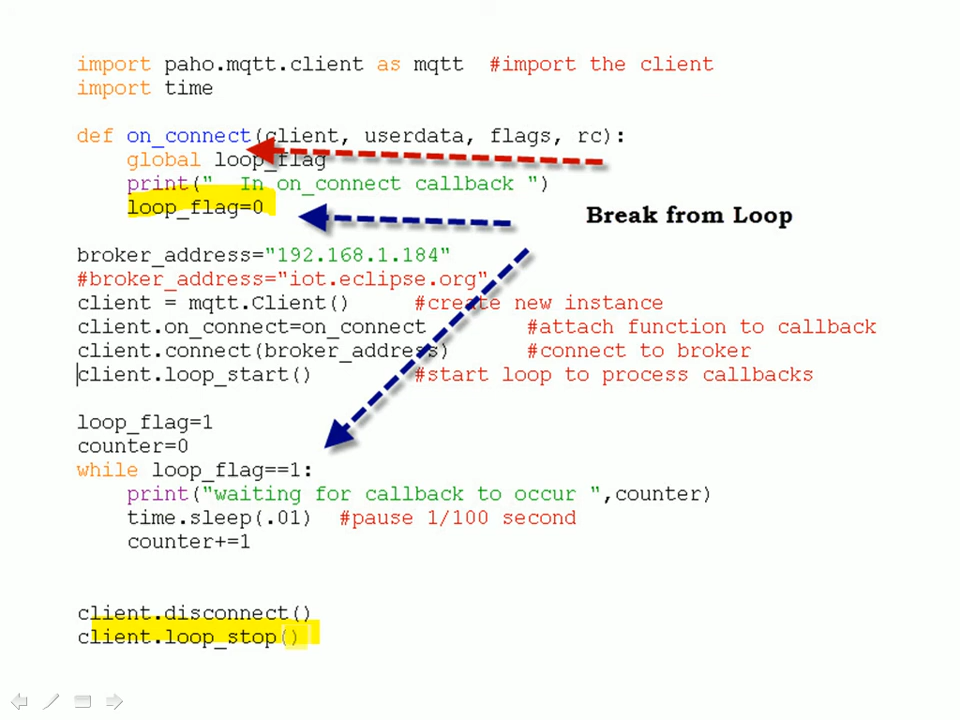 import paho.mqtt.client as mqtt  #import the client
import time
def on_connect(client, userdata, flags, rc):
    global loop_flag
    print("  In on_connect callback ")
    loop_flag=0
Break from Loop
broker_address="192.168.1.184"
#broker_address="iot.eclipse.org"
client = mqtt.Client()     #create new instance
client.on_connect=on_connect        #attach function to callback
client.connect(broker_address)      #connect to broker
client.loop_start()        #start loop to process callbacks
loop_flag=1
counter=0
while loop_flag==1:
    print("waiting for callback to occur ",counter)
    time.sleep(.01)  #pause 1/100 second
    counter+=1
client.disconnect()
client.loop_stop()